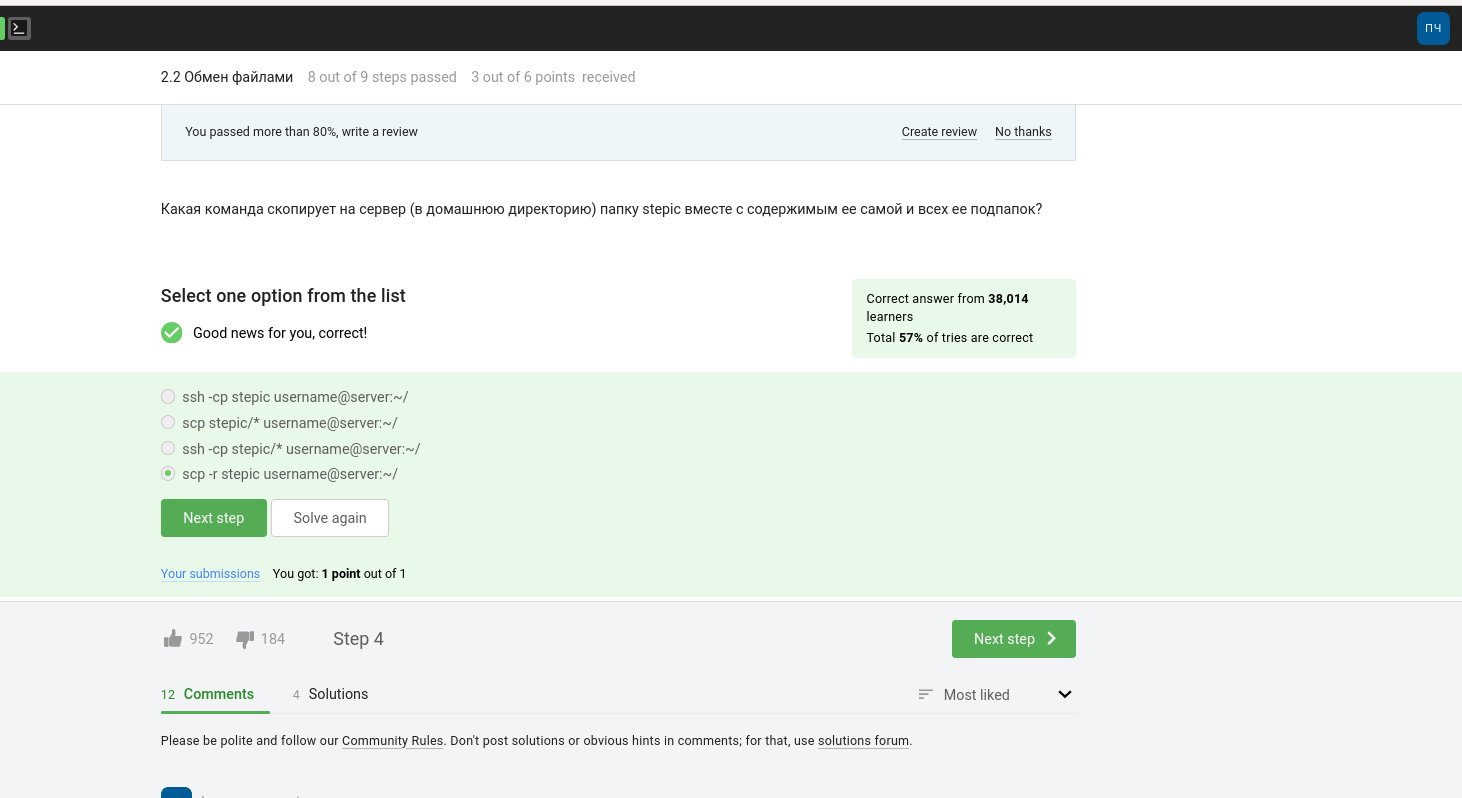 ПЧ
2.2 Обмен файлами 8 out of 9 steps passed 3 out of 6 points received
You passed more than 80%, write a review Create review No thanks
Какая команда скопирует на сервер (в домашнюю директорию) папку stepic вместе с содержимым ее самой и всех ее подпапок?
Select one option from the list
Good news for you, correct!
Correct answer from 38,014
learners
Total 57% of tries are correct
ssh -cp stepic username@server:~/
scp stepic/* username@server:~/
ssh -cp stepic/* username@server:~/
scp -r stepic username@server:~/
Next step Solve again
Your submissions You got: 1 point out of 1
952 184 Step 4 Next step
12 Comments 4 Solutions Most liked
Please be polite and follow our Community Rules. Don't post solutions or obvious hints in comments; for that, use solutions forum.